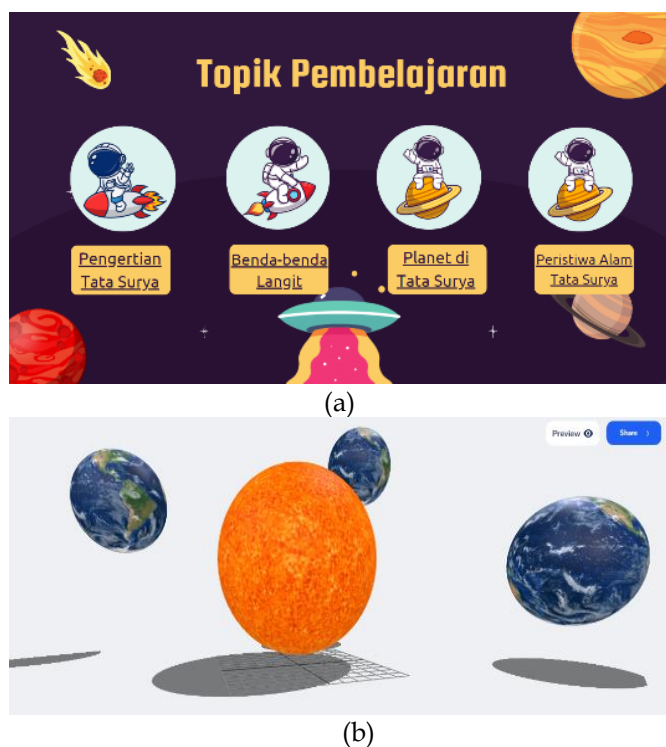 Topik Pembelajaran
Pengertian
Tata Surya
Benda-benda
Langit
Planet di
Tata Surya
Peristiwa Alam
Tata Surya
(a)
Preview
Share >
(b)